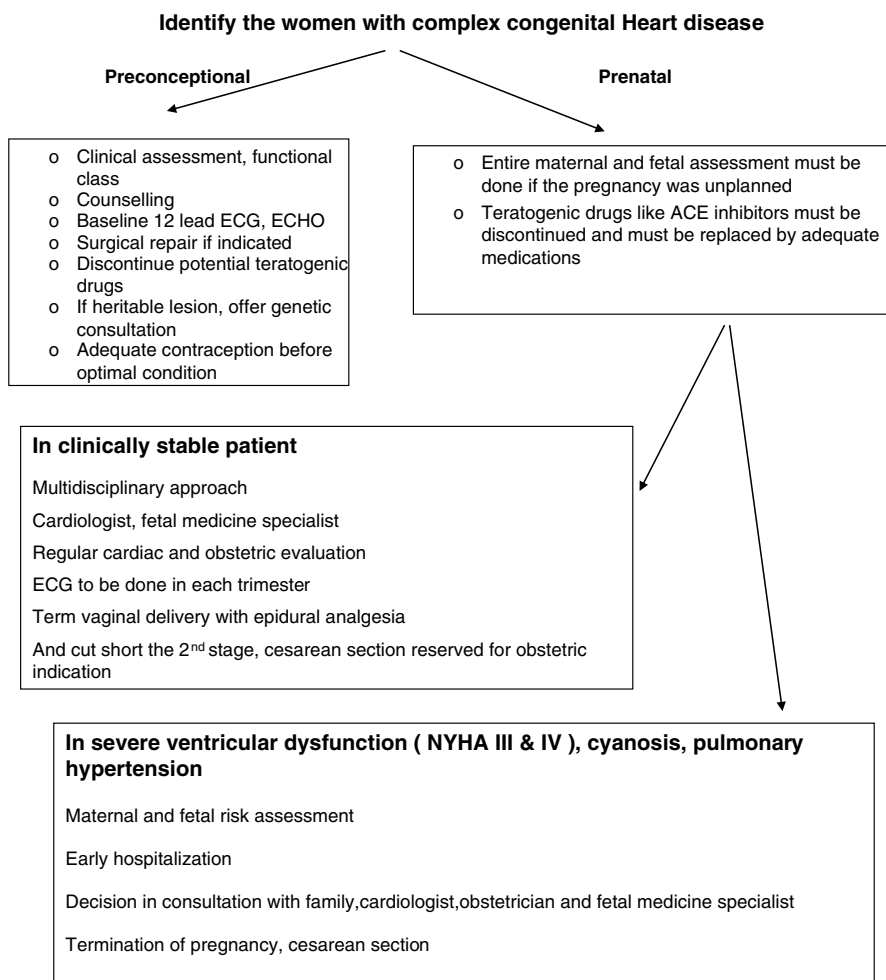 Identify the women with complex congenital Heart disease
Preconceptional
Prenatal
o Clinical assessment, functional
class
o Counselling
o Baseline 12 lead ECG, ECHO
o Surgical repair if indicated
o Discontinue potential teratogenic
drugs
o If heritable lesion, offer genetic
consultation
o Adequate contraception before
optimal condition
o Entire maternal and fetal assessment must be
done if the pregnancy was unplanned
o Teratogenic drugs like ACE inhibitors must be
discontinued and must be replaced by adequate
medications
In clinically stable patient
Multidisciplinary approach
Cardiologist, fetal medicine specialist
Regular cardiac and obstetric evaluation
ECG to be done in each trimester
Term vaginal delivery with epidural analgesia
And cut short the 2nd stage, cesarean section reserved for obstetric
indication
In severe ventricular dysfunction ( NYHA III & IV ), cyanosis, pulmonary
hypertension
Maternal and fetal risk assessment
Early hospitalization
Decision in consultation with family,cardiologist,obstetrician and fetal medicine specialist
Termination of pregnancy, cesarean section